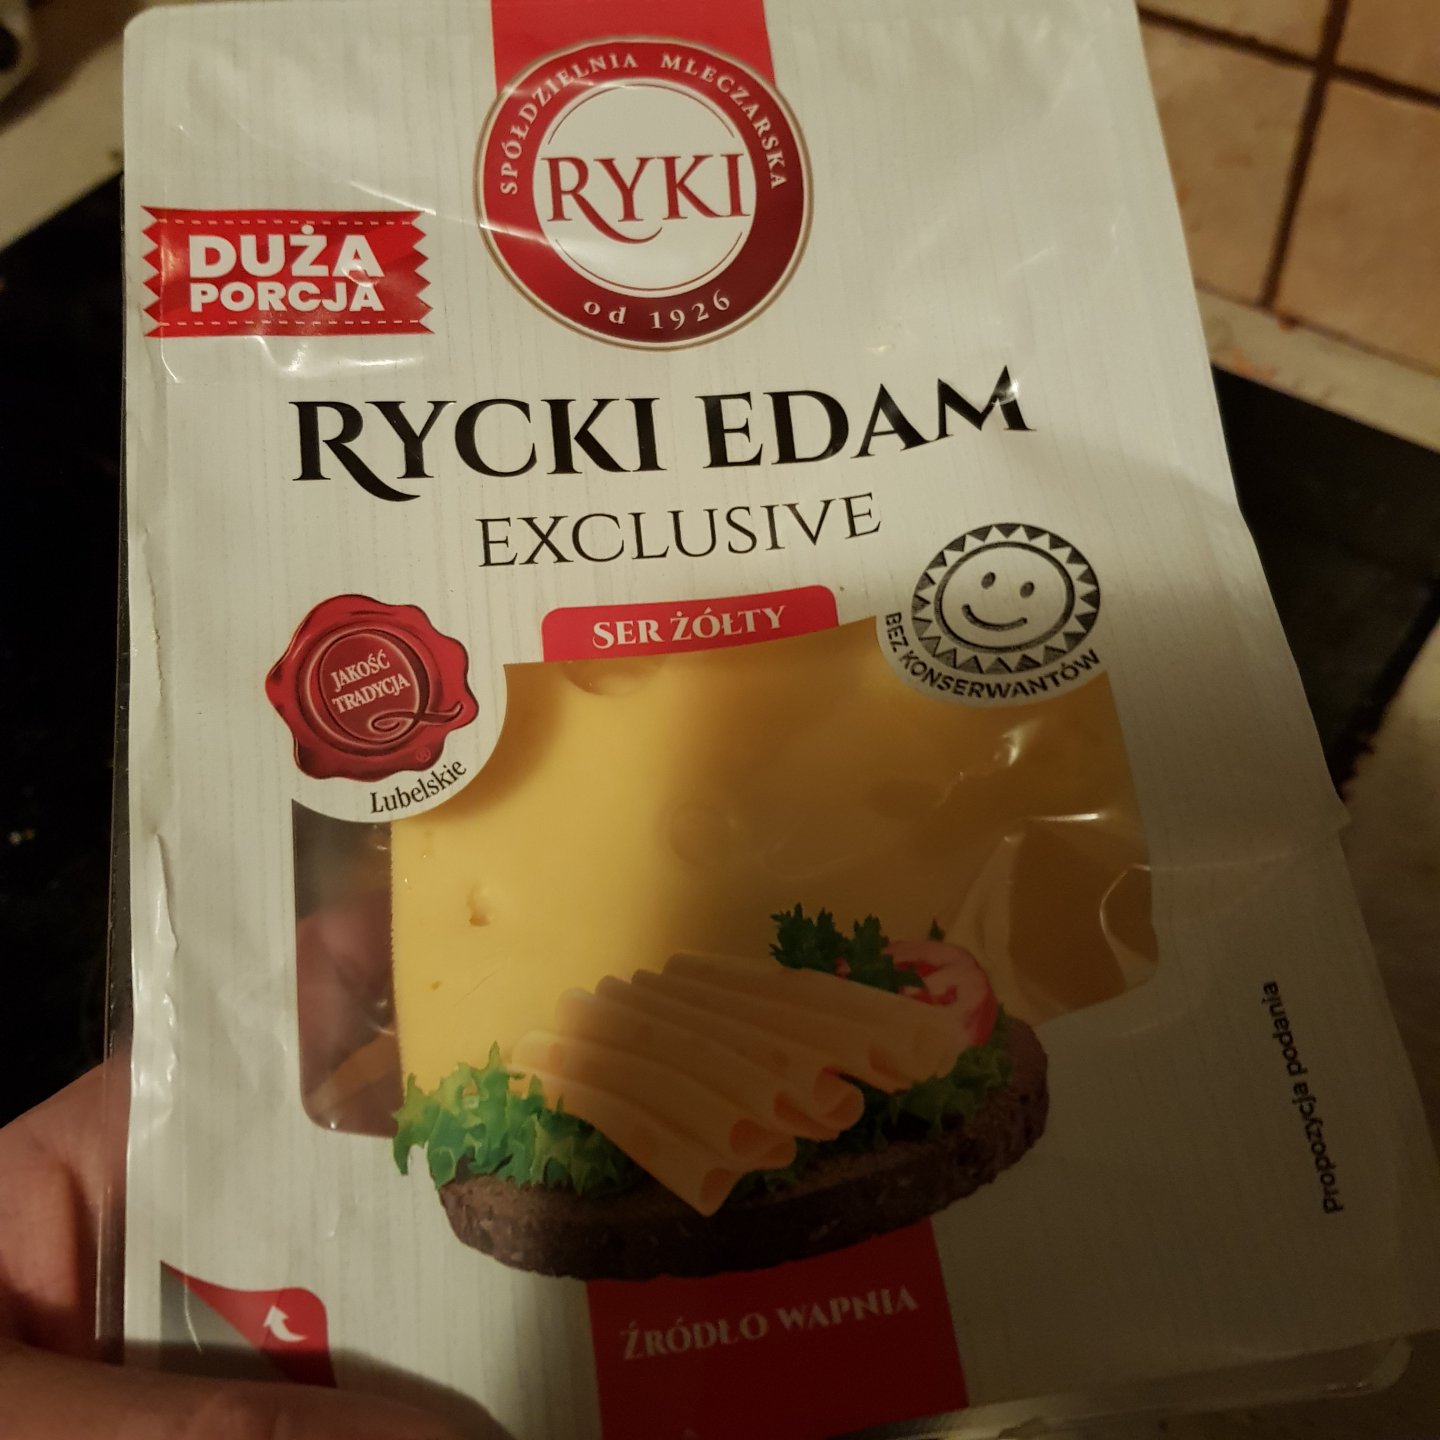 SPÓŁDZIELNIA MLECZARSKA
RYKI
od 1926
DUŻA
PORCJA
RYCKI EDAM
EXCLUSIVE
SER ŻÓŁTY
BEZ KONSERWANTÓW
Q
JAKOŚĆ
TRADYCJA
®
Lubelskie
Propozycja podania
ŹRÓDŁO WAPNIA